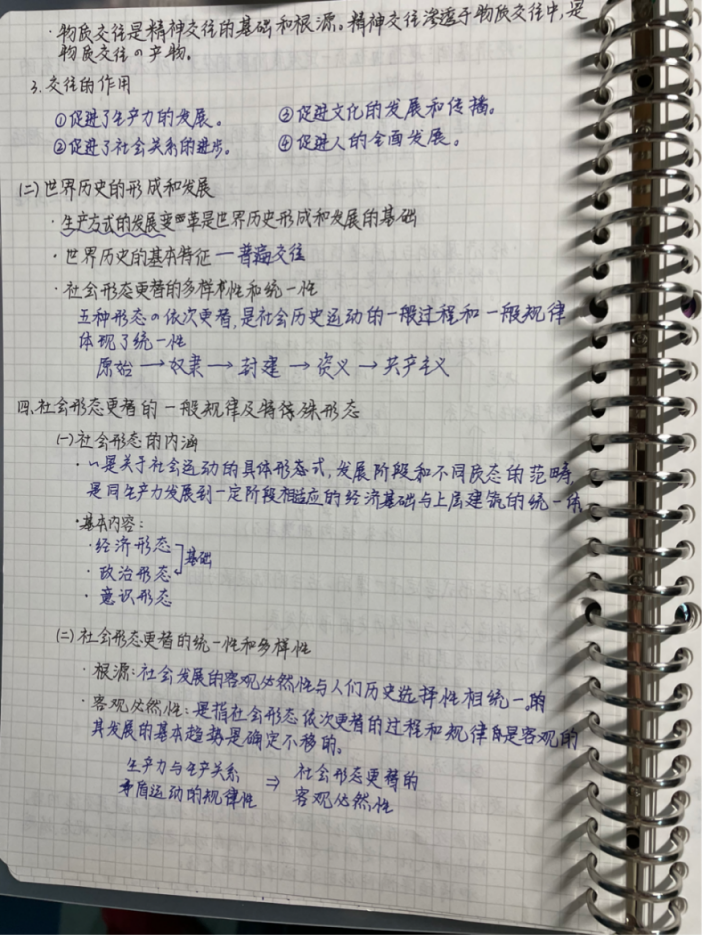 ·物质交往是精神交往的基础和根源。精神交往渗透于物质交往中,是
物质交往の产物。
3.交往的作用
①促进了生产力的发展。 ③促进文化的发展和传播。
②促进了社会关系的进步。 ④促进人的全面发展。
(二)世界历史的形成和发展
·生产方式的发展变革是世界历史形成和发展的基础
·世界历史的基本特征—普遍交往
·社会形态更替的多样性和统一性
五种形态の依次更替,是社会历史运动的一般过程和一般规律
体现了统一性
原始→奴隶→封建→资义→共产主义
四.社会形态更替的一般规律及特殊形态
(一)社会形态的内涵
·~是关于社会运动的具体形式,发展阶段和不同质态的范畴,
是同生产力发展到一定阶段相适应的经济基础与上层建筑的统一体
·基本内容:
·经济形态
·政治形态 基础
·意识形态
(二)社会形态更替的统一性和多样性
·根源:社会发展的客观必然性与人们历史选择性相统一的
·客观必然性:是指社会形态依次更替的过程和规律是客观的
其发展的基本趋势是确定不移的。
生产力与生产关系 ⇒ 社会形态更替的
矛盾运动的规律性 客观必然性